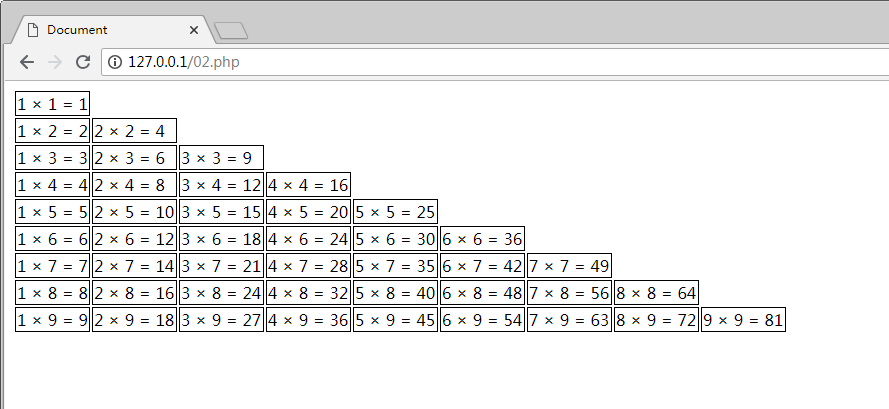 Document
127.0.0.1/02.php
1 × 1 = 1
1 × 2 = 2 2 × 2 = 4
1 × 3 = 3 2 × 3 = 6 3 × 3 = 9
1 × 4 = 4 2 × 4 = 8 3 × 4 = 12 4 × 4 = 16
1 × 5 = 5 2 × 5 = 10 3 × 5 = 15 4 × 5 = 20 5 × 5 = 25
1 × 6 = 6 2 × 6 = 12 3 × 6 = 18 4 × 6 = 24 5 × 6 = 30 6 × 6 = 36
1 × 7 = 7 2 × 7 = 14 3 × 7 = 21 4 × 7 = 28 5 × 7 = 35 6 × 7 = 42 7 × 7 = 49
1 × 8 = 8 2 × 8 = 16 3 × 8 = 24 4 × 8 = 32 5 × 8 = 40 6 × 8 = 48 7 × 8 = 56 8 × 8 = 64
1 × 9 = 9 2 × 9 = 18 3 × 9 = 27 4 × 9 = 36 5 × 9 = 45 6 × 9 = 54 7 × 9 = 63 8 × 9 = 72 9 × 9 = 81